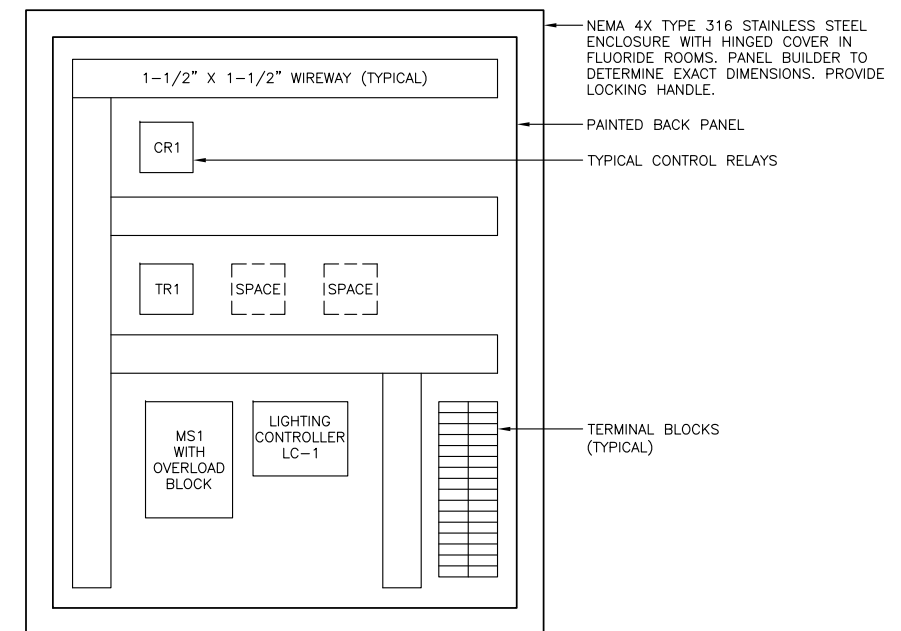 NEMA 4X TYPE 316 STAINLESS STEEL
ENCLOSURE WITH HINGED COVER IN
FLUORIDE ROOMS. PANEL BUILDER TO
DETERMINE EXACT DIMENSIONS. PROVIDE
LOCKING HANDLE.
1-1/2" X 1-1/2" WIREWAY (TYPICAL)
PAINTED BACK PANEL
CR1
TYPICAL CONTROL RELAYS
TR1
SPACE
SPACE
MS1
WITH
OVERLOAD
BLOCK
LIGHTING
CONTROLLER
LC-1
TERMINAL BLOCKS
(TYPICAL)